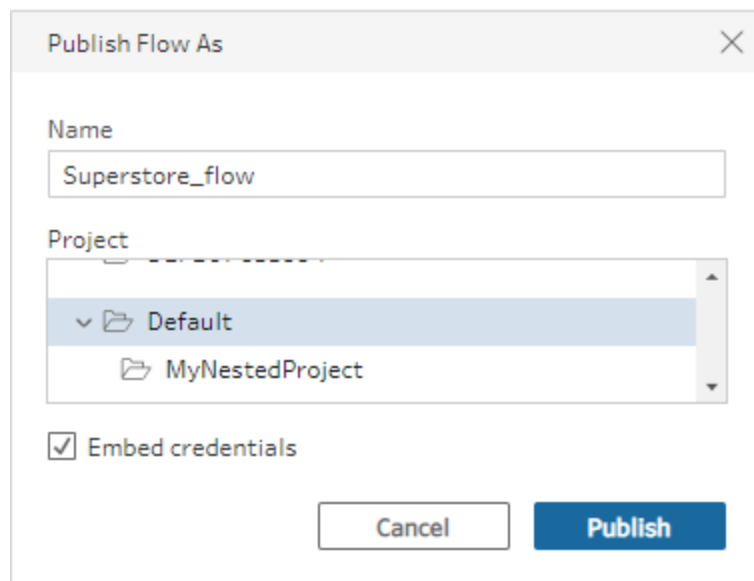 Publish Flow As
Name
Superstore_flow
Project
Default
MyNestedProject
Embed credentials
Cancel
Publish